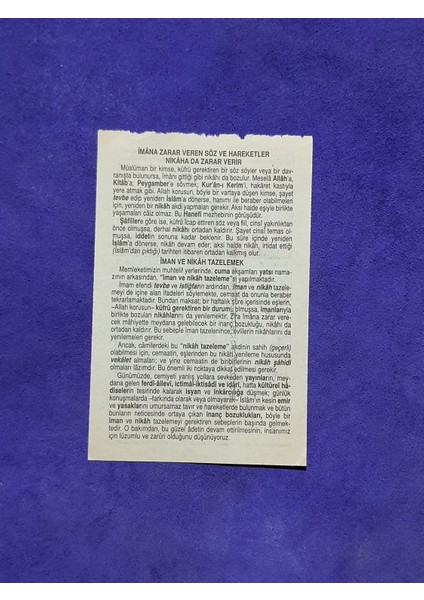 İMÂNA ZARAR VEREN SÖZ VE HAREKETLER
NİKÂHA DA ZARAR VERİR
Müslüman bir kimse, küfrü gerektiren bir söz söyler veya bir dav-
ranışta bulunursa, îmânı gittiği gibi nikâhı da bozulur. Meselâ Allâh'a,
Kitâb'a, Peygamber'e sövmek, Kur'ân-ı Kerîm'i, hakâret kastıyla
yere atmak gibi. Allah korusun, böyle bir vartaya düşen kimse, şayet
tevbe edip yeniden İslâm'a dönerse, hanımı ile beraber olabilmeleri
için, yeniden bir nikâh akdi yapmaları gerekir. Aksi halde eşiyle birlikte
yaşamaları câiz olmaz. Bu Hanefî mezhebinin görüşüdür.
Şâfiîlere göre ise, küfrü îcap ettiren söz veya fiil, cinsî yakınlıktan
önce olmuşsa, derhal nikâhı ortadan kaldırır. Şayet cinsî temas ol-
muşsa, iddetin sonuna kadar beklenir. Bu süre içinde yeniden
İslâm'a dönerse, nikâh devam eder; aksi halde nikâh, irtidat ettiği
(İslâm'dan çıktığı) tarihten itibaren ortadan kalkmış olur.
İMAN VE NİKÂH TAZELEMEK
Memleketimizin muhtelif yerlerinde, cuma akşamları yatsı nama-
zının arkasından, "iman ve nikâh tazeleme"si yapılmaktadır.
İmam efendi tevbe ve istiğfarın ardından, iman ve nikâh tazele-
meyi de içine alan ifadeleri söylemekte, cemaat da onunla beraber
tekrarlamaktadır. Bundan maksat; bir haftalık süre içerisinde eşlerin,
–Allah korusun– küfrü gerektiren bir durumu olmuşsa, imanlarıyla
birlikte bozulan nikâhlarını da yenilemektir. Zira îmâna zarar vere-
cek mâhiyette meydana gelebilecek bir inanç bozukluğu, nikâhı da
ortadan kaldırır. Bu sebeple îman tazelenince, evlilerin nikâhlarını da
yenilemeleri gerekir.
Ancak, câmilerdeki bu "nikâh tazeleme" akdinin sahih (geçerli)
olabilmesi için, cemaatin, eşlerinden bu nikâhı yenileme hususunda
vekâlet almaları; ve yine cemaatin de birbirlerinin nikâh şâhidi
olmaları lâzımdır. Bu önemli iki noktaya dikkat edilmesi gerekir.
Günümüzde, cemiyeti yanlış yollara sevkeden yayınların, mey-
dana gelen ferdî-âilevî, ictimâî-iktisâdî ve idârî, hatta kültürel hâ-
diselerin tesirinde kalarak isyan ve inkârcılığa düşmek; günlük
konuşmalarda –farkında olarak veya olmayarak– İslâm'ın kesin emir
ve yasaklarını umursamaz tavır ve hareketlerde bulunmak ve bütün
bunların neticesinde ortaya çıkan inanç bozuklukları, böyle bir
iman ve nikâh tazelemeyi gerektiren sebeplerin başında gelmek-
tedir. O bakımdan, bu güzel âdetin devam ettirilmesinin, insanımız
için lüzumlu ve zarûrî olduğunu düşünüyoruz.